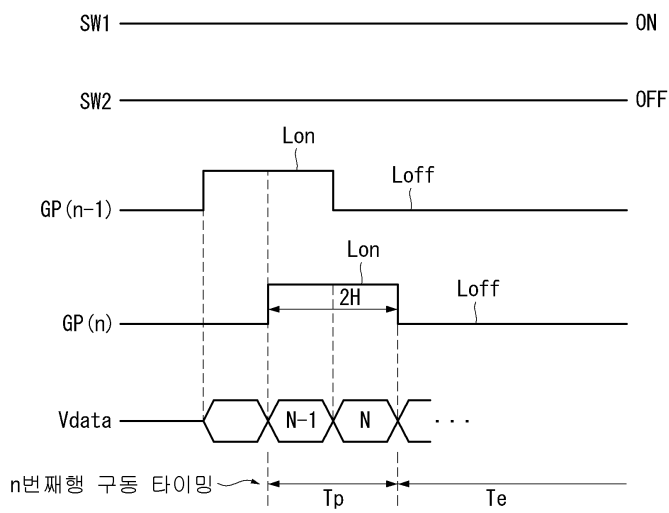 SW1 ON
SW2 OFF
Lon
Loff
GP(n-1)
Lon
2H
Loff
GP(n)
Vdata N-1 N ...
n번째행 구동 타이밍
Tp Te